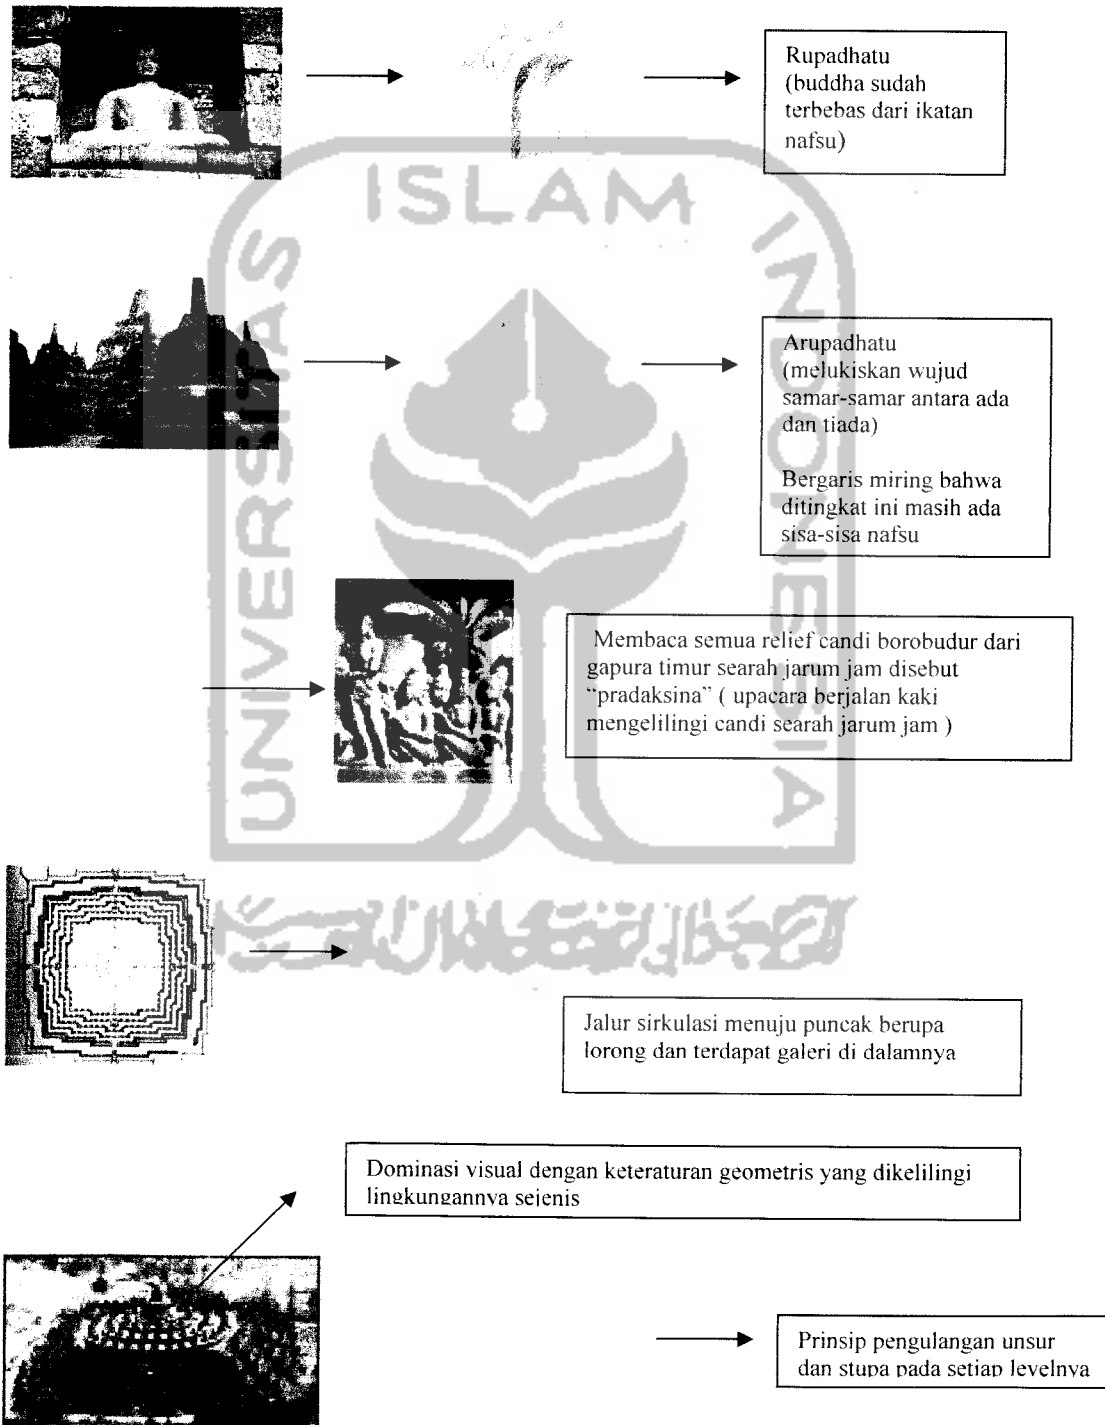 Rupadhatu
(buddha sudah
terbebas dari ikatan
nafsu)
UNIVERSITAS
ISLAM
INDONESIA
Arupadhatu
(melukiskan wujud
samar-samar antara ada
dan tiada)
Bergaris miring bahwa
ditingkat ini masih ada
sisa-sisa nafsu
Membaca semua relief candi borobudur dari
gapura timur searah jarum jam disebut
“pradaksina” ( upacara berjalan kaki
mengelilingi candi searah jarum jam )
Jalur sirkulasi menuju puncak berupa
lorong dan terdapat galeri di dalamnya
Dominasi visual dengan keteraturan geometris yang dikelilingi
lingkungannya sejenis
Prinsip pengulangan unsur
dan stupa pada setiap levelnya